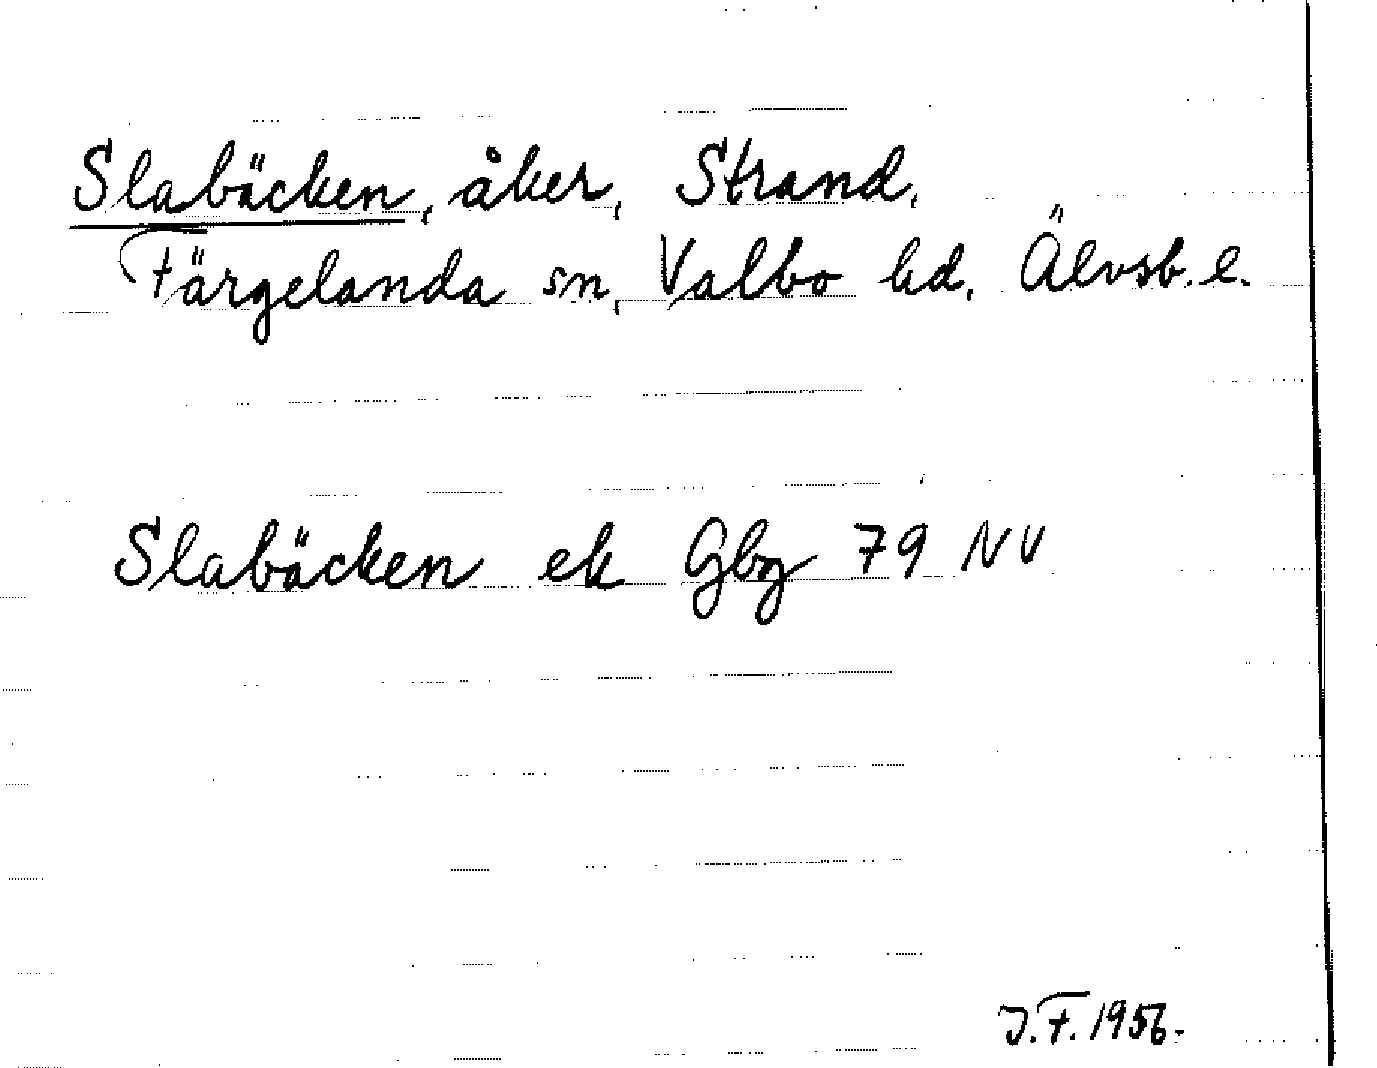 Slabäcken, åker, Strand,
Färgelanda sn, Valbo hd, Älvsb. l.
Slabäcken ek Gbg 79 NV
J.F. 1956.